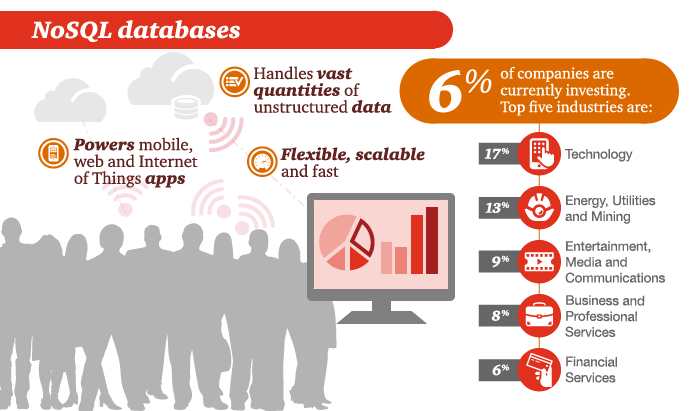 NoSQL databases
Handles vast
quantities of
unstructured data
Powers mobile,
web and Internet
of Things apps
Flexible, scalable
and fast
6% of companies are
currently investing.
Top five industries are:
17% Technology
13% Energy, Utilities
and Mining
9% Entertainment,
Media and
Communications
8% Business and
Professional
Services
6% Financial
Services